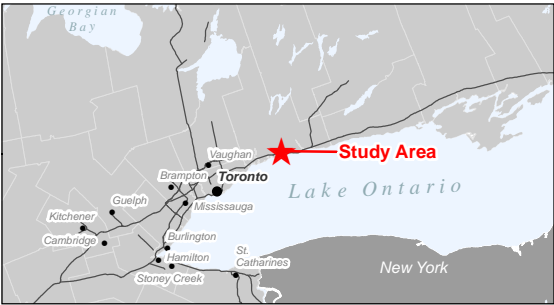 Georgian
Bay
Vaughan
Study Area
Brampton
Toronto
Lake Ontario
Guelph
Mississauga
Kitchener
Cambridge
Burlington
Hamilton
St.
Catharines
Stoney Creek
New York